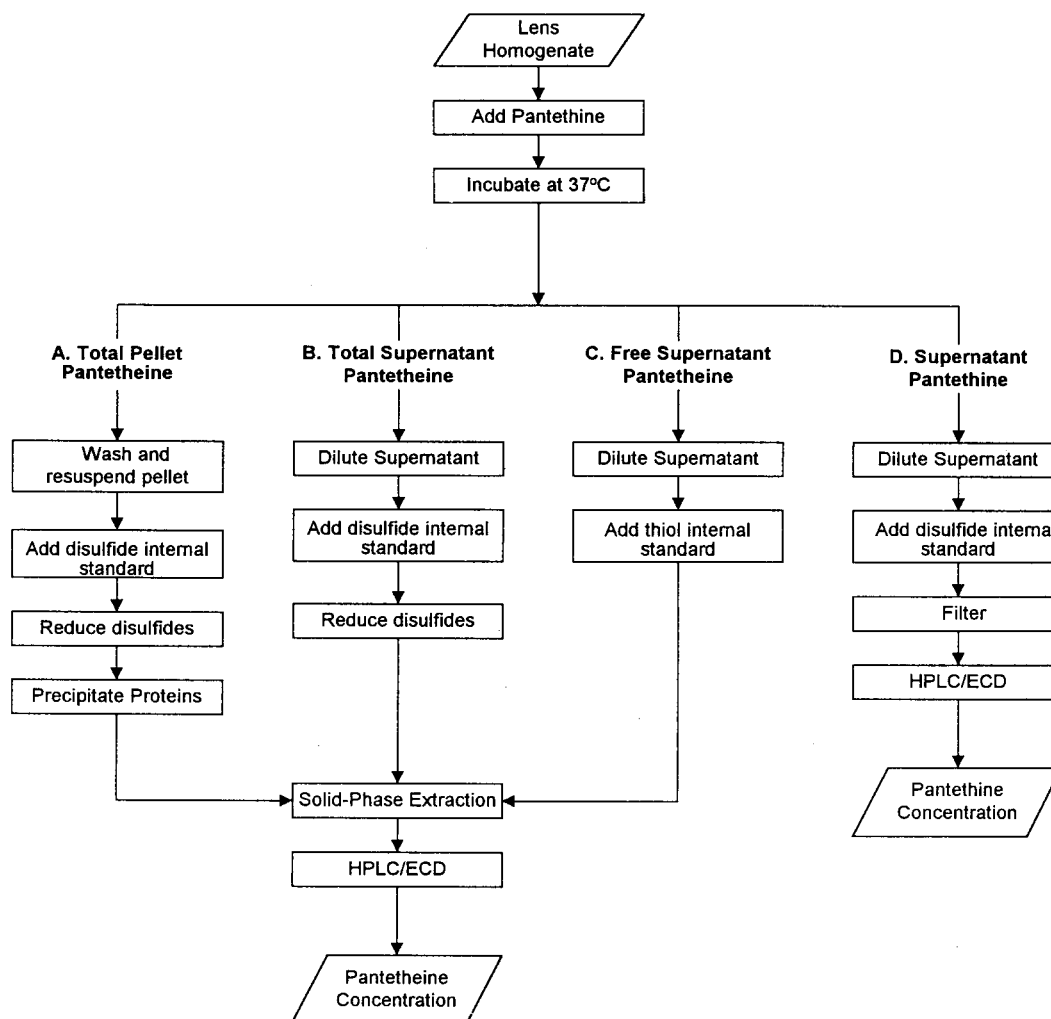 Lens
Homogenate
Add Pantethine
Incubate at 37ºC
A. Total Pellet
Pantetheine
B. Total Supernatant
Pantetheine
C. Free Supernatant
Pantetheine
D. Supernatant
Pantethine
Wash and
resuspend pellet
Add disulfide internal
standard
Reduce disulfides
Precipitate Proteins
Dilute Supernatant
Add disulfide internal
standard
Reduce disulfides
Dilute Supernatant
Add thiol internal
standard
Dilute Supernatant
Add disulfide internal
standard
Filter
HPLC/ECD
Pantethine
Concentration
Solid-Phase Extraction
HPLC/ECD
Pantetheine
Concentration